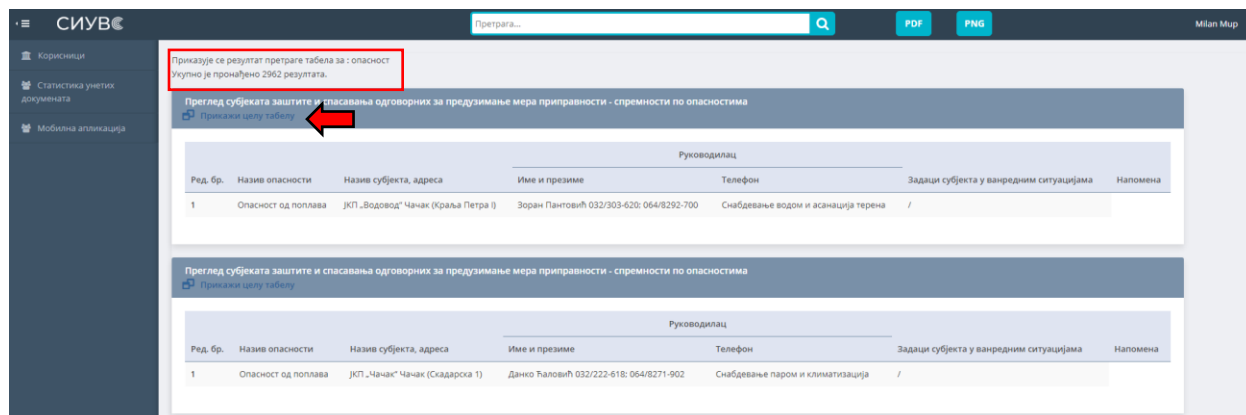 СИУВС
Претрага...
PDF
PNG
Milan Mup
Корисници
Статистика унетих
докумената
Мобилна апликација
Приказује се резултат претраге табела за : опасност
Укупно је пронађено 2962 резултата.
Преглед субјеката заштите и спасавања одговорних за предузимање мера приправности - спремности по опасностима
Прикажи целу табелу
Руководилац
Ред. бр. Назив опасности Назив субјекта, адреса Име и презиме Телефон Задаци субјекта у ванредним ситуацијама Напомена
1 Опасност од поплава ЈКП „Водовод“ Чачак (Краља Петра I) Зоран Пантовић 032/303-620; 064/8292-700 Снабдевање водом и асанација терена /
Преглед субјеката заштите и спасавања одговорних за предузимање мера приправности - спремности по опасностима
Прикажи целу табелу
Руководилац
Ред. бр. Назив опасности Назив субјекта, адреса Име и презиме Телефон Задаци субјекта у ванредним ситуацијама Напомена
1 Опасност од поплава ЈКП „Чачак“ Чачак (Скадарска 1) Данко Ћаловић 032/222-618; 064/8271-902 Снабдевање паром и климатизација /